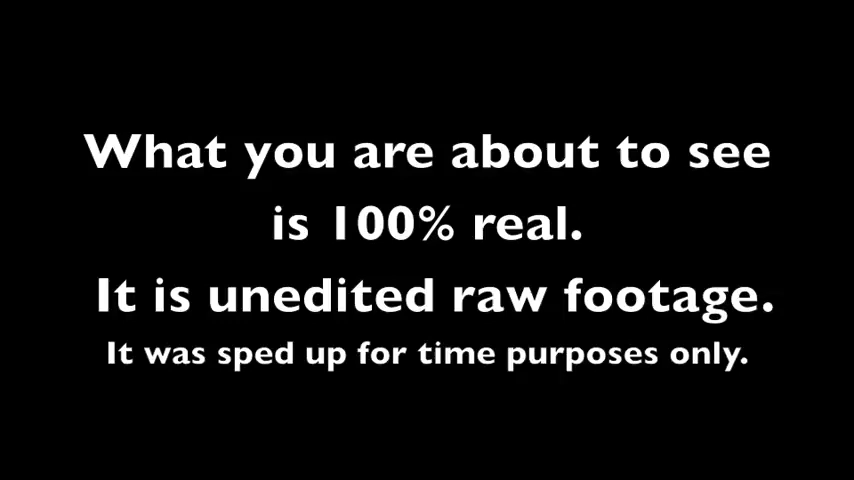 What you are about to see
is 100% real.
It is unedited raw footage.
It was sped up for time purposes only.